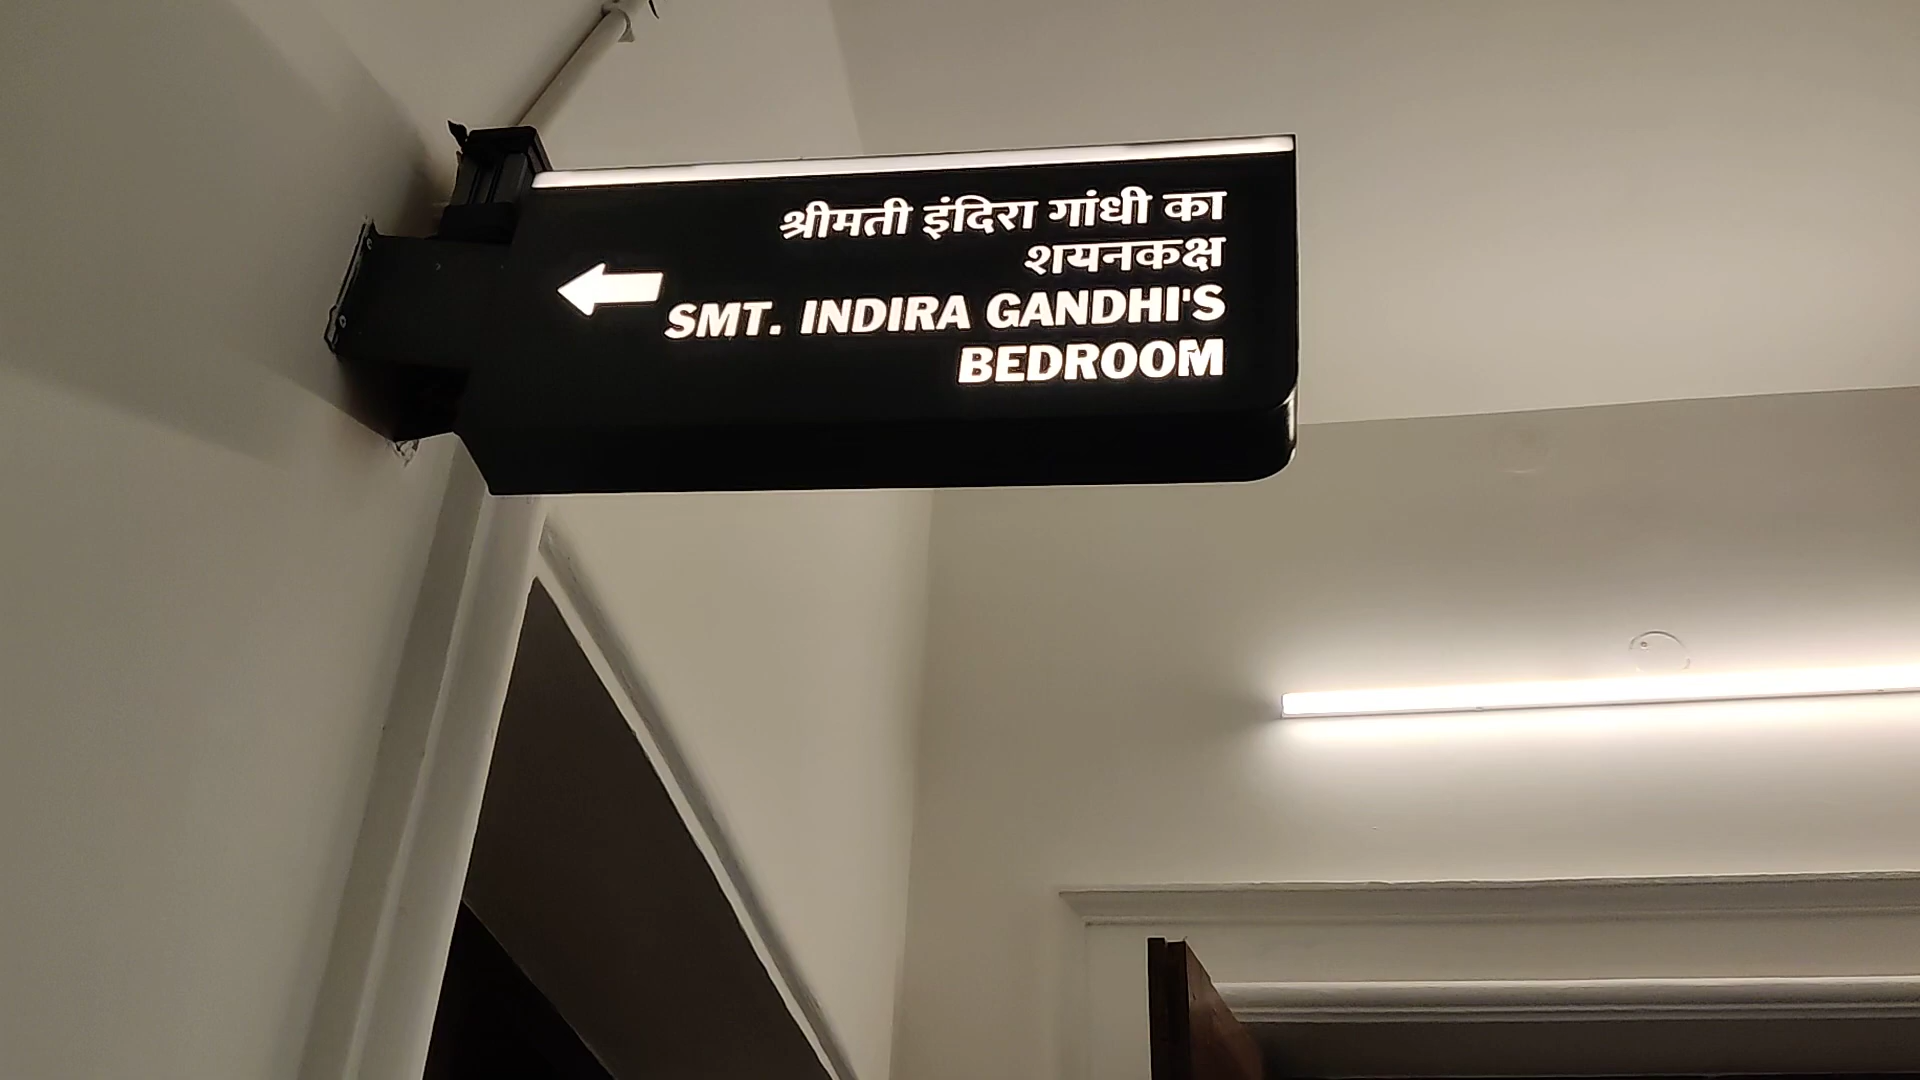 श्रीमती इंदिरा गांधी का
शयनकक्ष
SMT. INDIRA GANDHI'S
BEDROOM